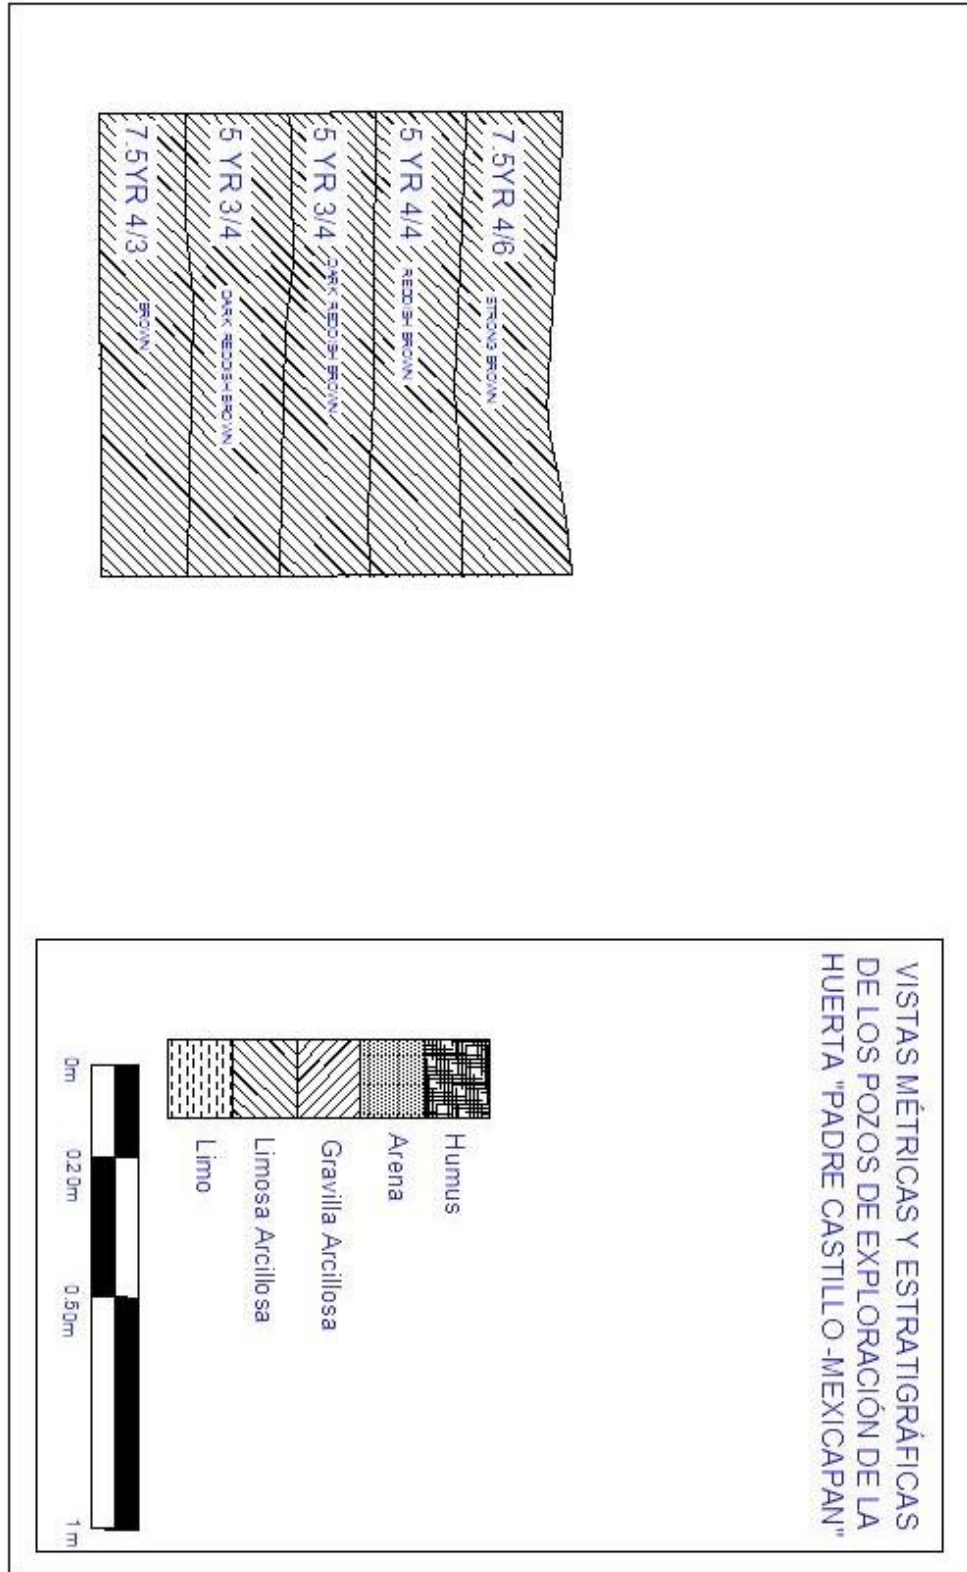 7.5YR 4/6 STRONG BROWN
5 YR 4/4 REDDISH BROWN
5 YR 3/4 DARK REDDISH BROWN
5 YR 3/4 DARK REDDISH BROWN
7.5YR 4/3 BROWN
VISTAS MÉTRICAS Y ESTRATIGRÁFICAS
DE LOS POZOS DE EXPLORACIÓN DE LA
HUERTA "PADRE CASTILLO -MEXICAPAN"
Humus
Arena
Gravilla Arcillosa
Limosa Arcillosa
Limo
0m 0.20m 0.50m 1 m